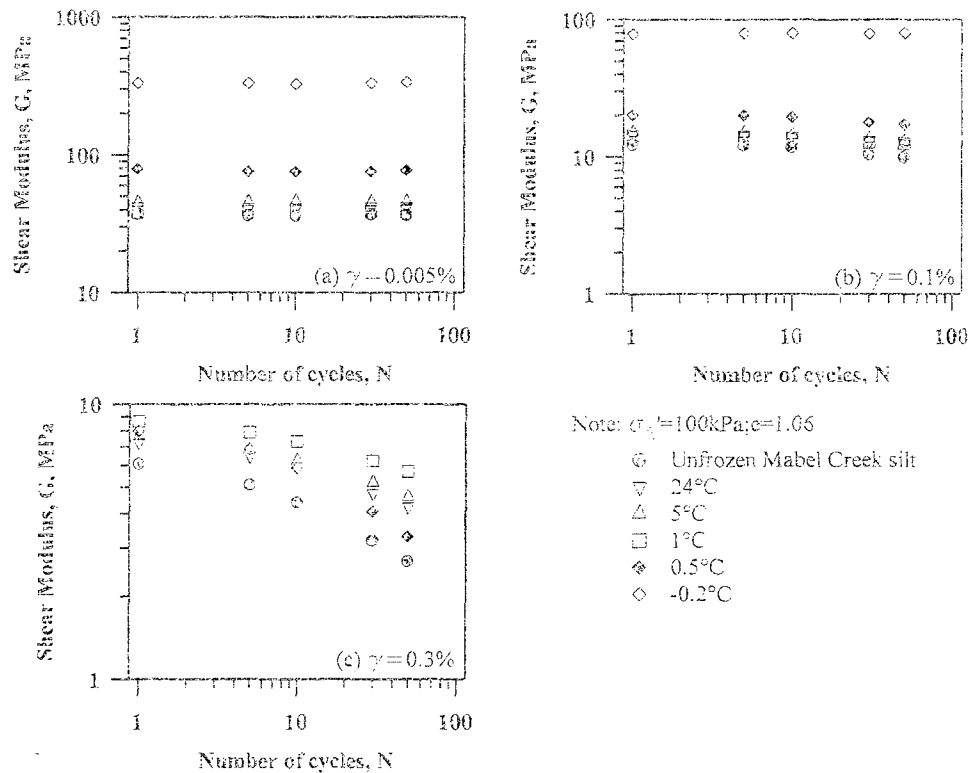 Shear Modulus, G, MPa
1000
100
10
(a) γ=0.005%
1 10 100
Number of cycles, N
Shear Modulus, G, MPa
100
10
1
(b) γ=0.1%
1 10 100
Number of cycles, N
Shear Modulus, G, MPa
10
1
(c) γ=0.3%
1 10 100
Number of cycles, N
Note: =100kPa;e=1.06
Unfrozen Mabel Creek silt
24°C
5°C
1°C
0.5°C
-0.2°C